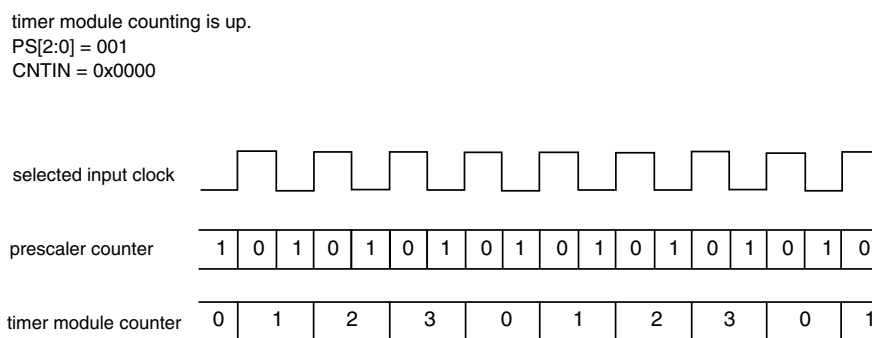 timer module counting is up.
PS[2:0] = 001
CNTIN = 0x0000
selected input clock
prescaler counter 1 0 1 0 1 0 1 0 1 0 1 0 1 0 1 0 1 0
timer module counter 0 1 2 3 0 1 2 3 0 1